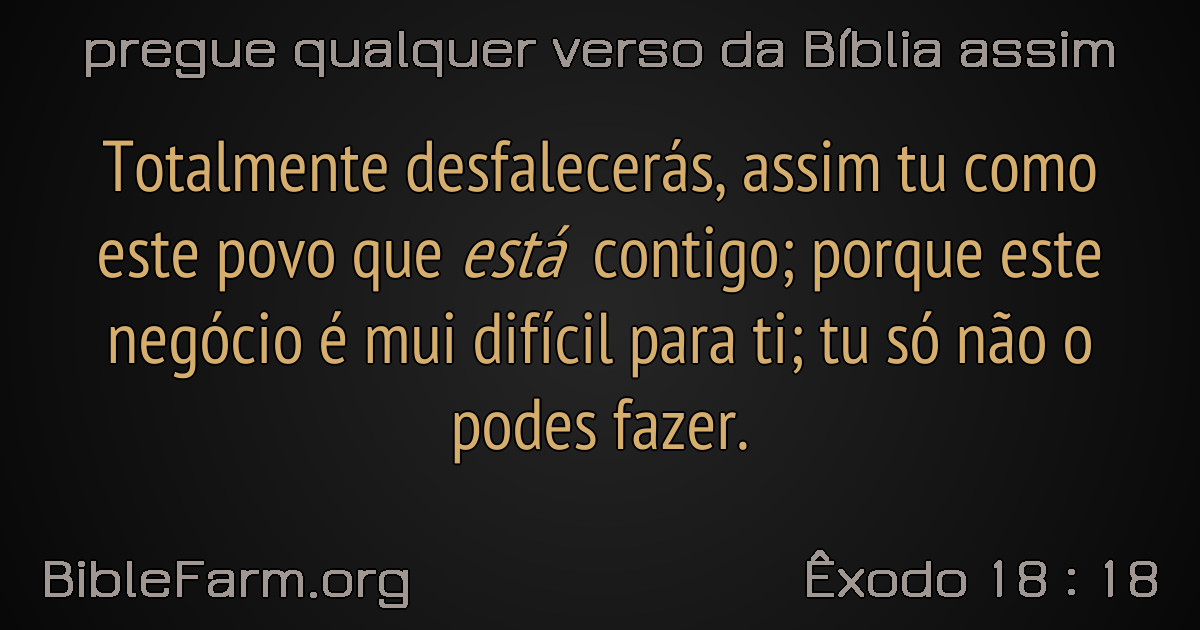 pregue qualquer verso da Bíblia assim
Totalmente desfalecerás, assim tu como
este povo que está contigo; porque este
negócio é mui difícil para ti; tu só não o
podes fazer.
BibleFarm.org
Êxodo 18 : 18